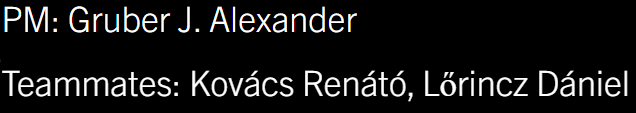 PM: Gruber J. Alexander
Teammates: Kovács Renátó, Lőrincz Dániel